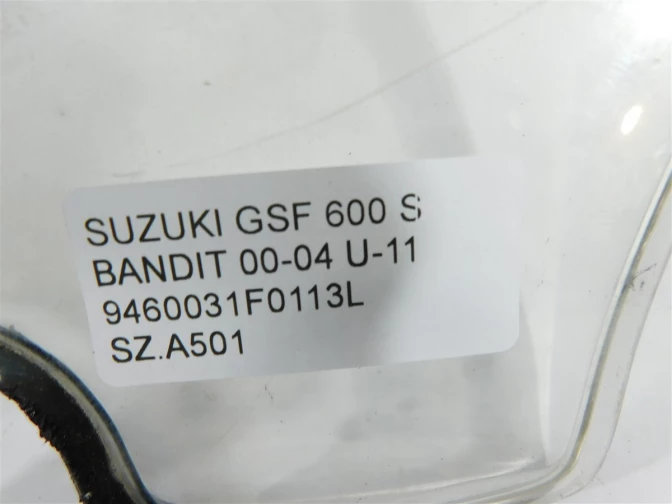 SUZUKI GSF 600 S
BANDIT 00-04 U-11
9460031F0113L
SZ.A501